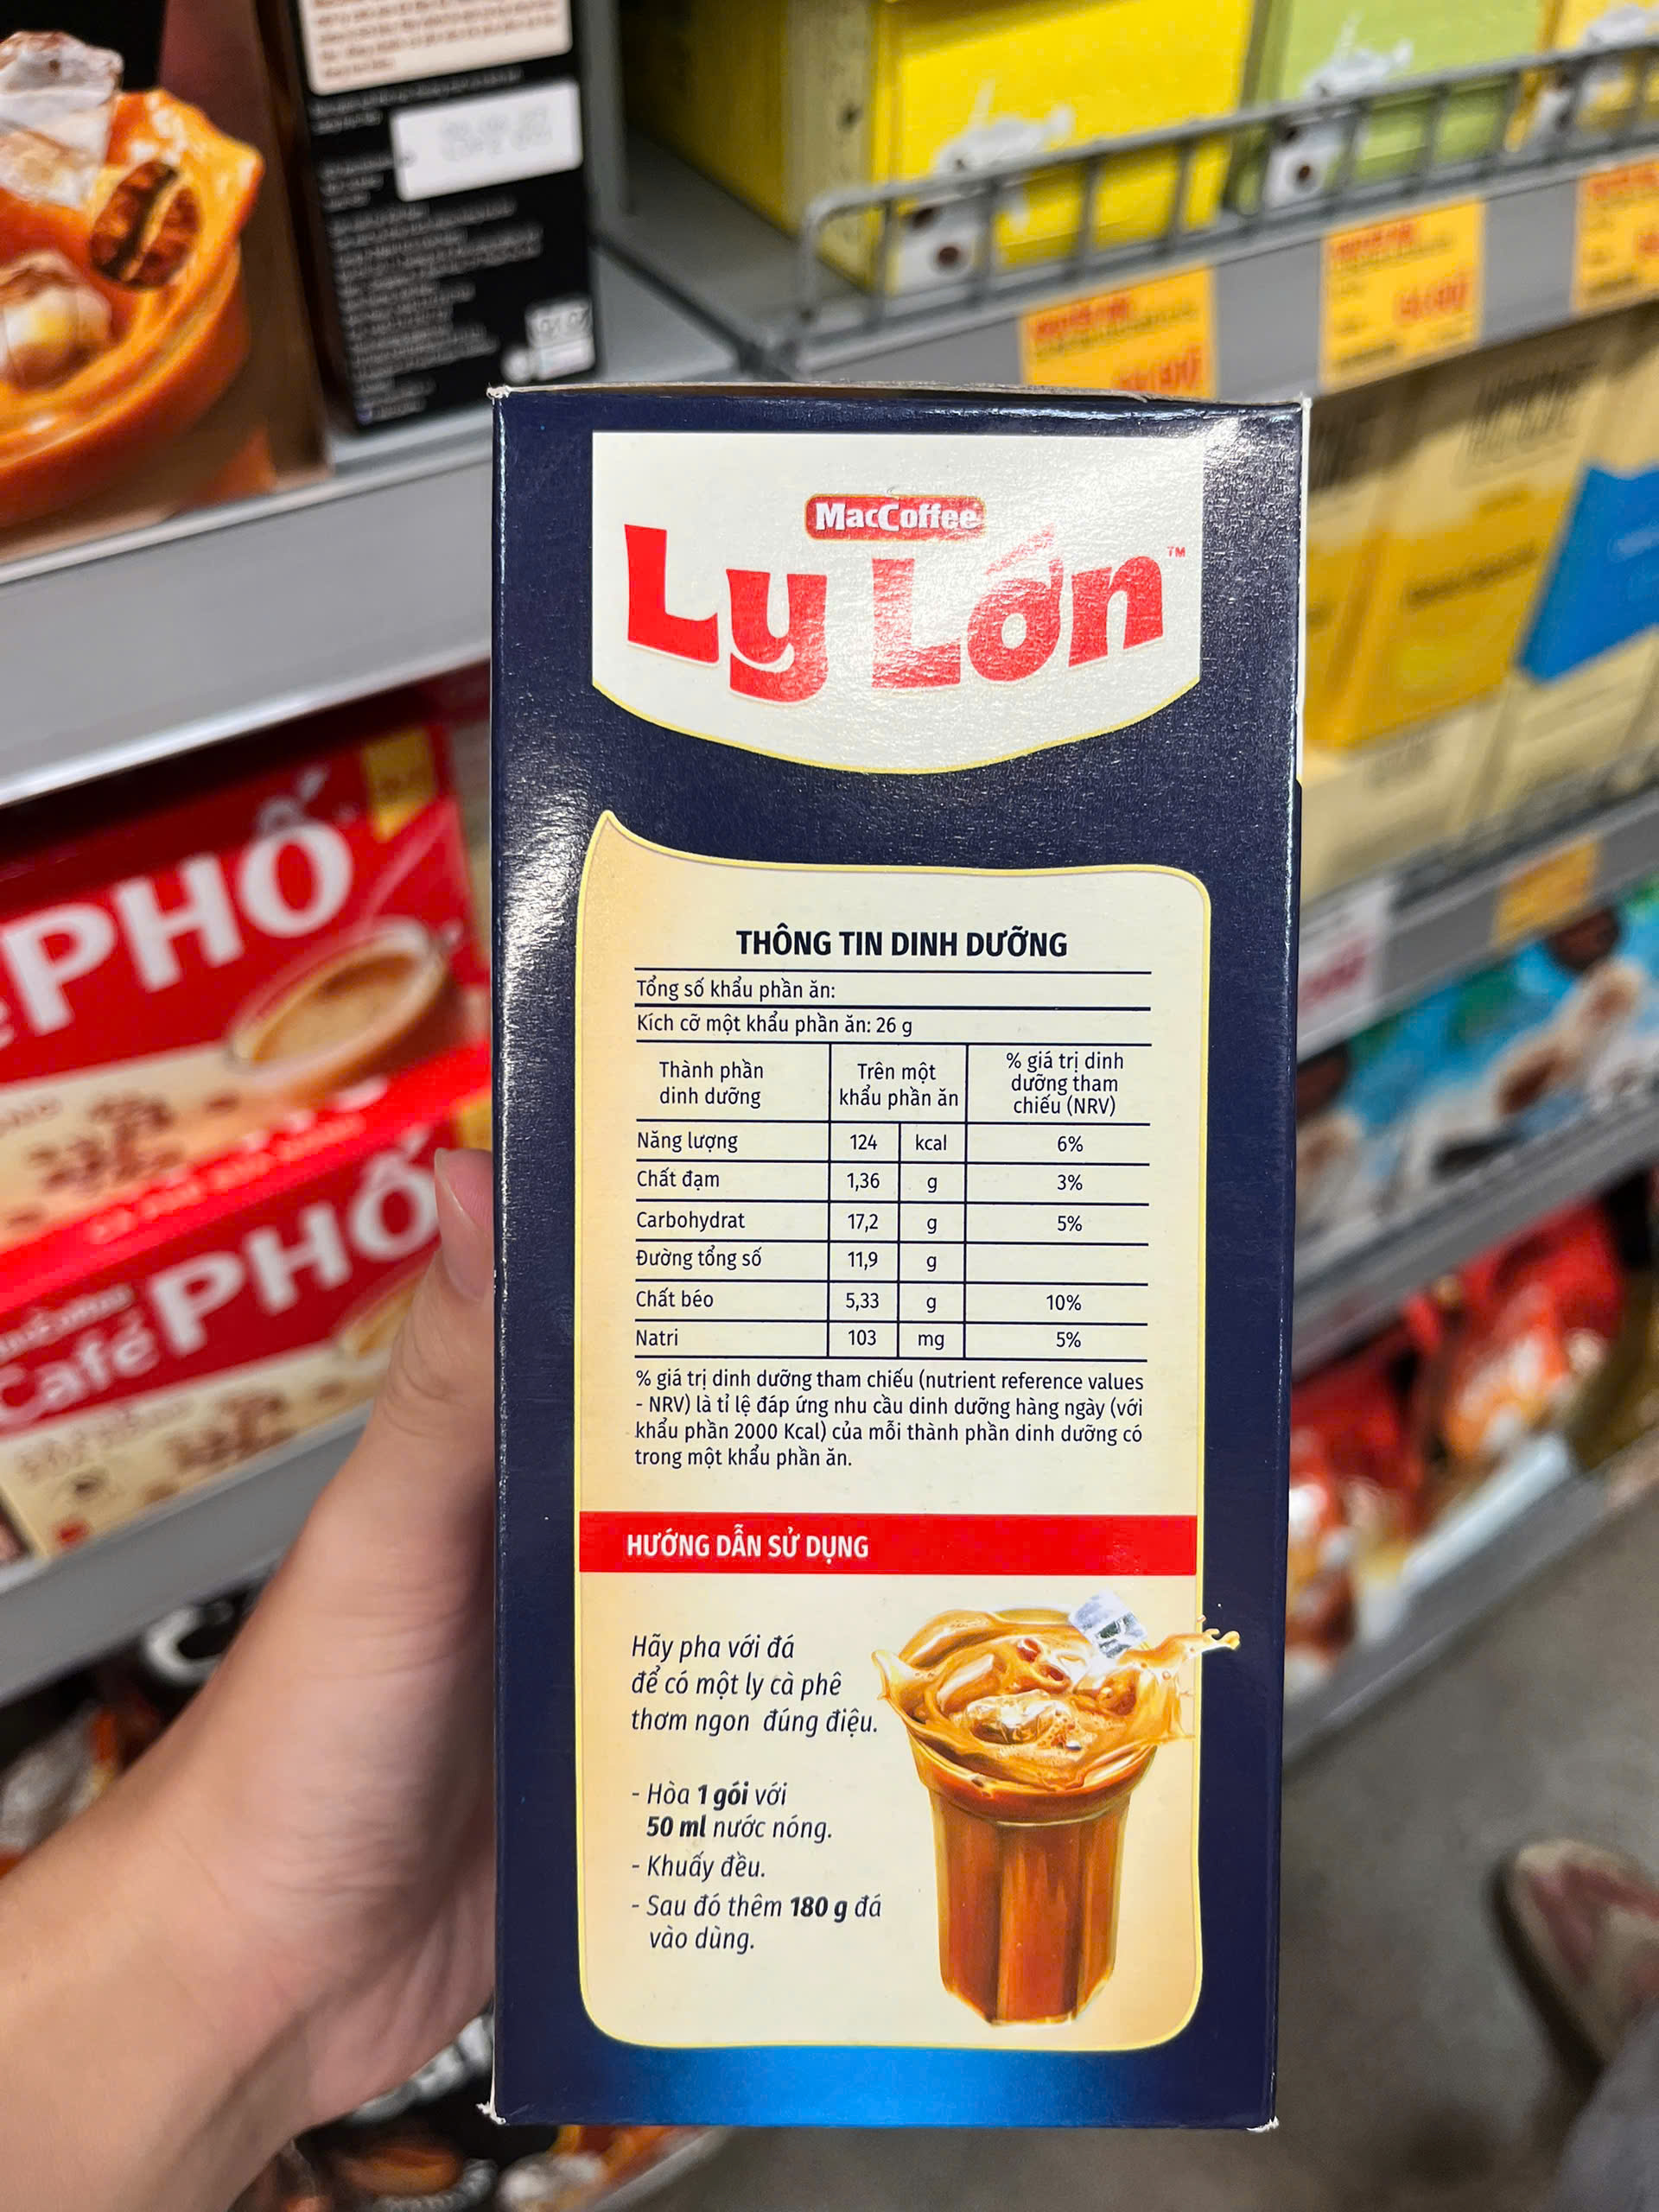 MacCoffee
Ly Lớn™
THÔNG TIN DINH DƯỠNG
Tổng số khẩu phần ăn:
Kích cỡ một khẩu phần ăn: 26 g
Thành phần dinh dưỡng Trên một khẩu phần ăn % giá trị dinh dưỡng tham chiếu (NRV)
Năng lượng 124 kcal 6%
Chất đạm 1,36 g 3%
Carbohydrat 17,2 g 5%
Đường tổng số 11,9 g
Chất béo 5,33 g 10%
Natri 103 mg 5%
% giá trị dinh dưỡng tham chiếu (nutrient reference values
- NRV) là tỉ lệ đáp ứng nhu cầu dinh dưỡng hàng ngày (với
khẩu phần 2000 Kcal) của mỗi thành phần dinh dưỡng có
trong một khẩu phần ăn.
HƯỚNG DẪN SỬ DỤNG
Hãy pha với đá
để có một ly cà phê
thơm ngon đúng điệu.
- Hòa 1 gói với
50 ml nước nóng.
- Khuấy đều.
- Sau đó thêm 180 g đá
vào dùng.
PHỐ
Café PHỐ